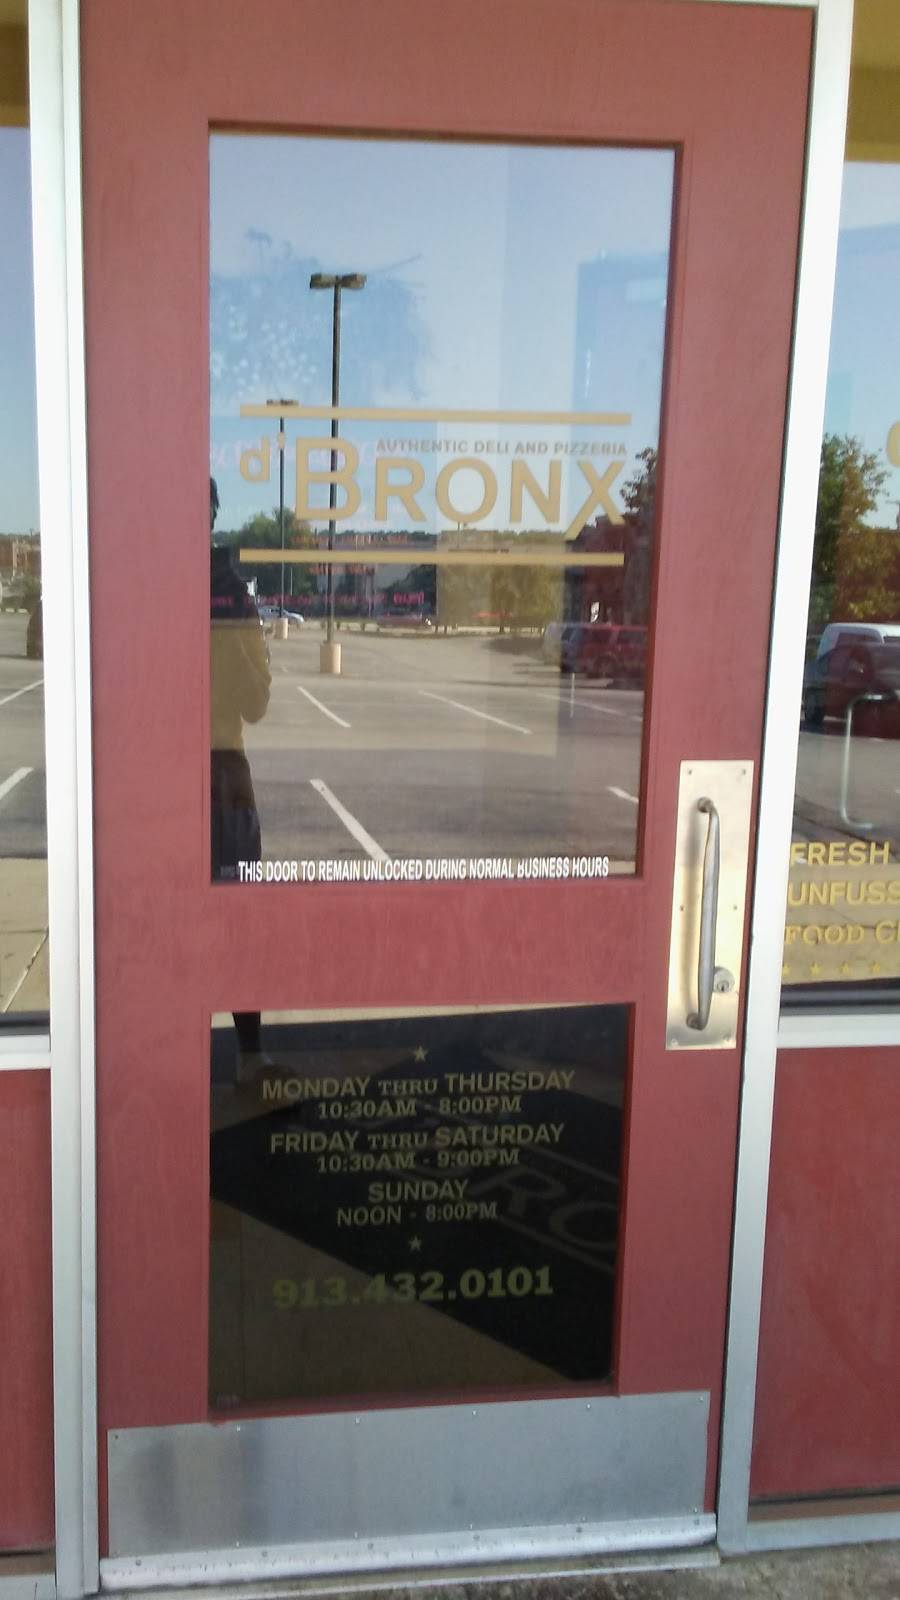 AUTHENTIC DELI AND PIZZERIA
d'BRONX
THIS DOOR TO REMAIN UNLOCKED DURING NORMAL BUSINESS HOURS
FRESH
UNFUSS
FOOD
MONDAY THRU THURSDAY
10:30AM - 8:00PM
FRIDAY THRU SATURDAY
10:30AM - 9:00PM
SUNDAY
NOON - 8:00PM
913.432.0101